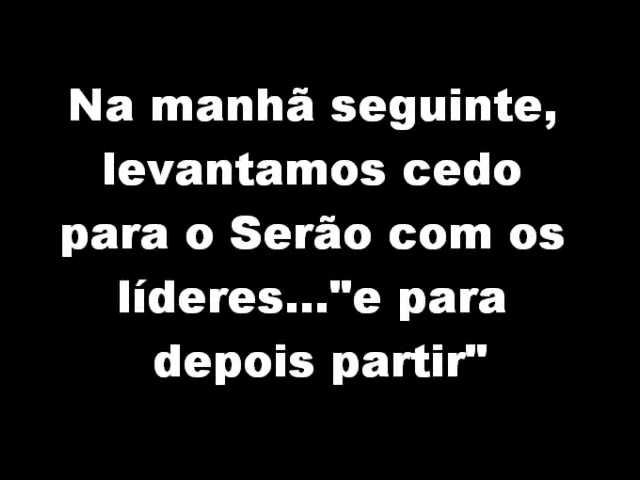 Na manhã seguinte,
levantamos cedo
para o Serão com os
líderes..."e para
depois partir"